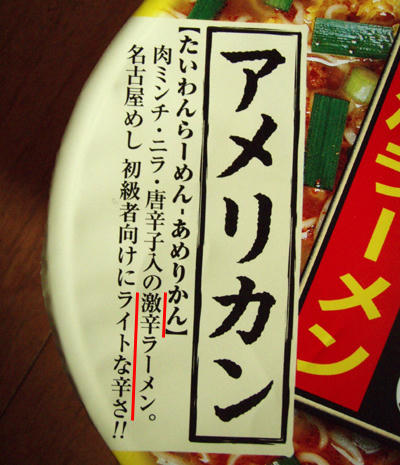 アメリカン
【たいわんらーめん-あめりかん】
肉ミンチ・ニラ・唐辛子入の激辛ラーメン。
名古屋めし 初級者向けにライトな辛さ!!
ラーメン